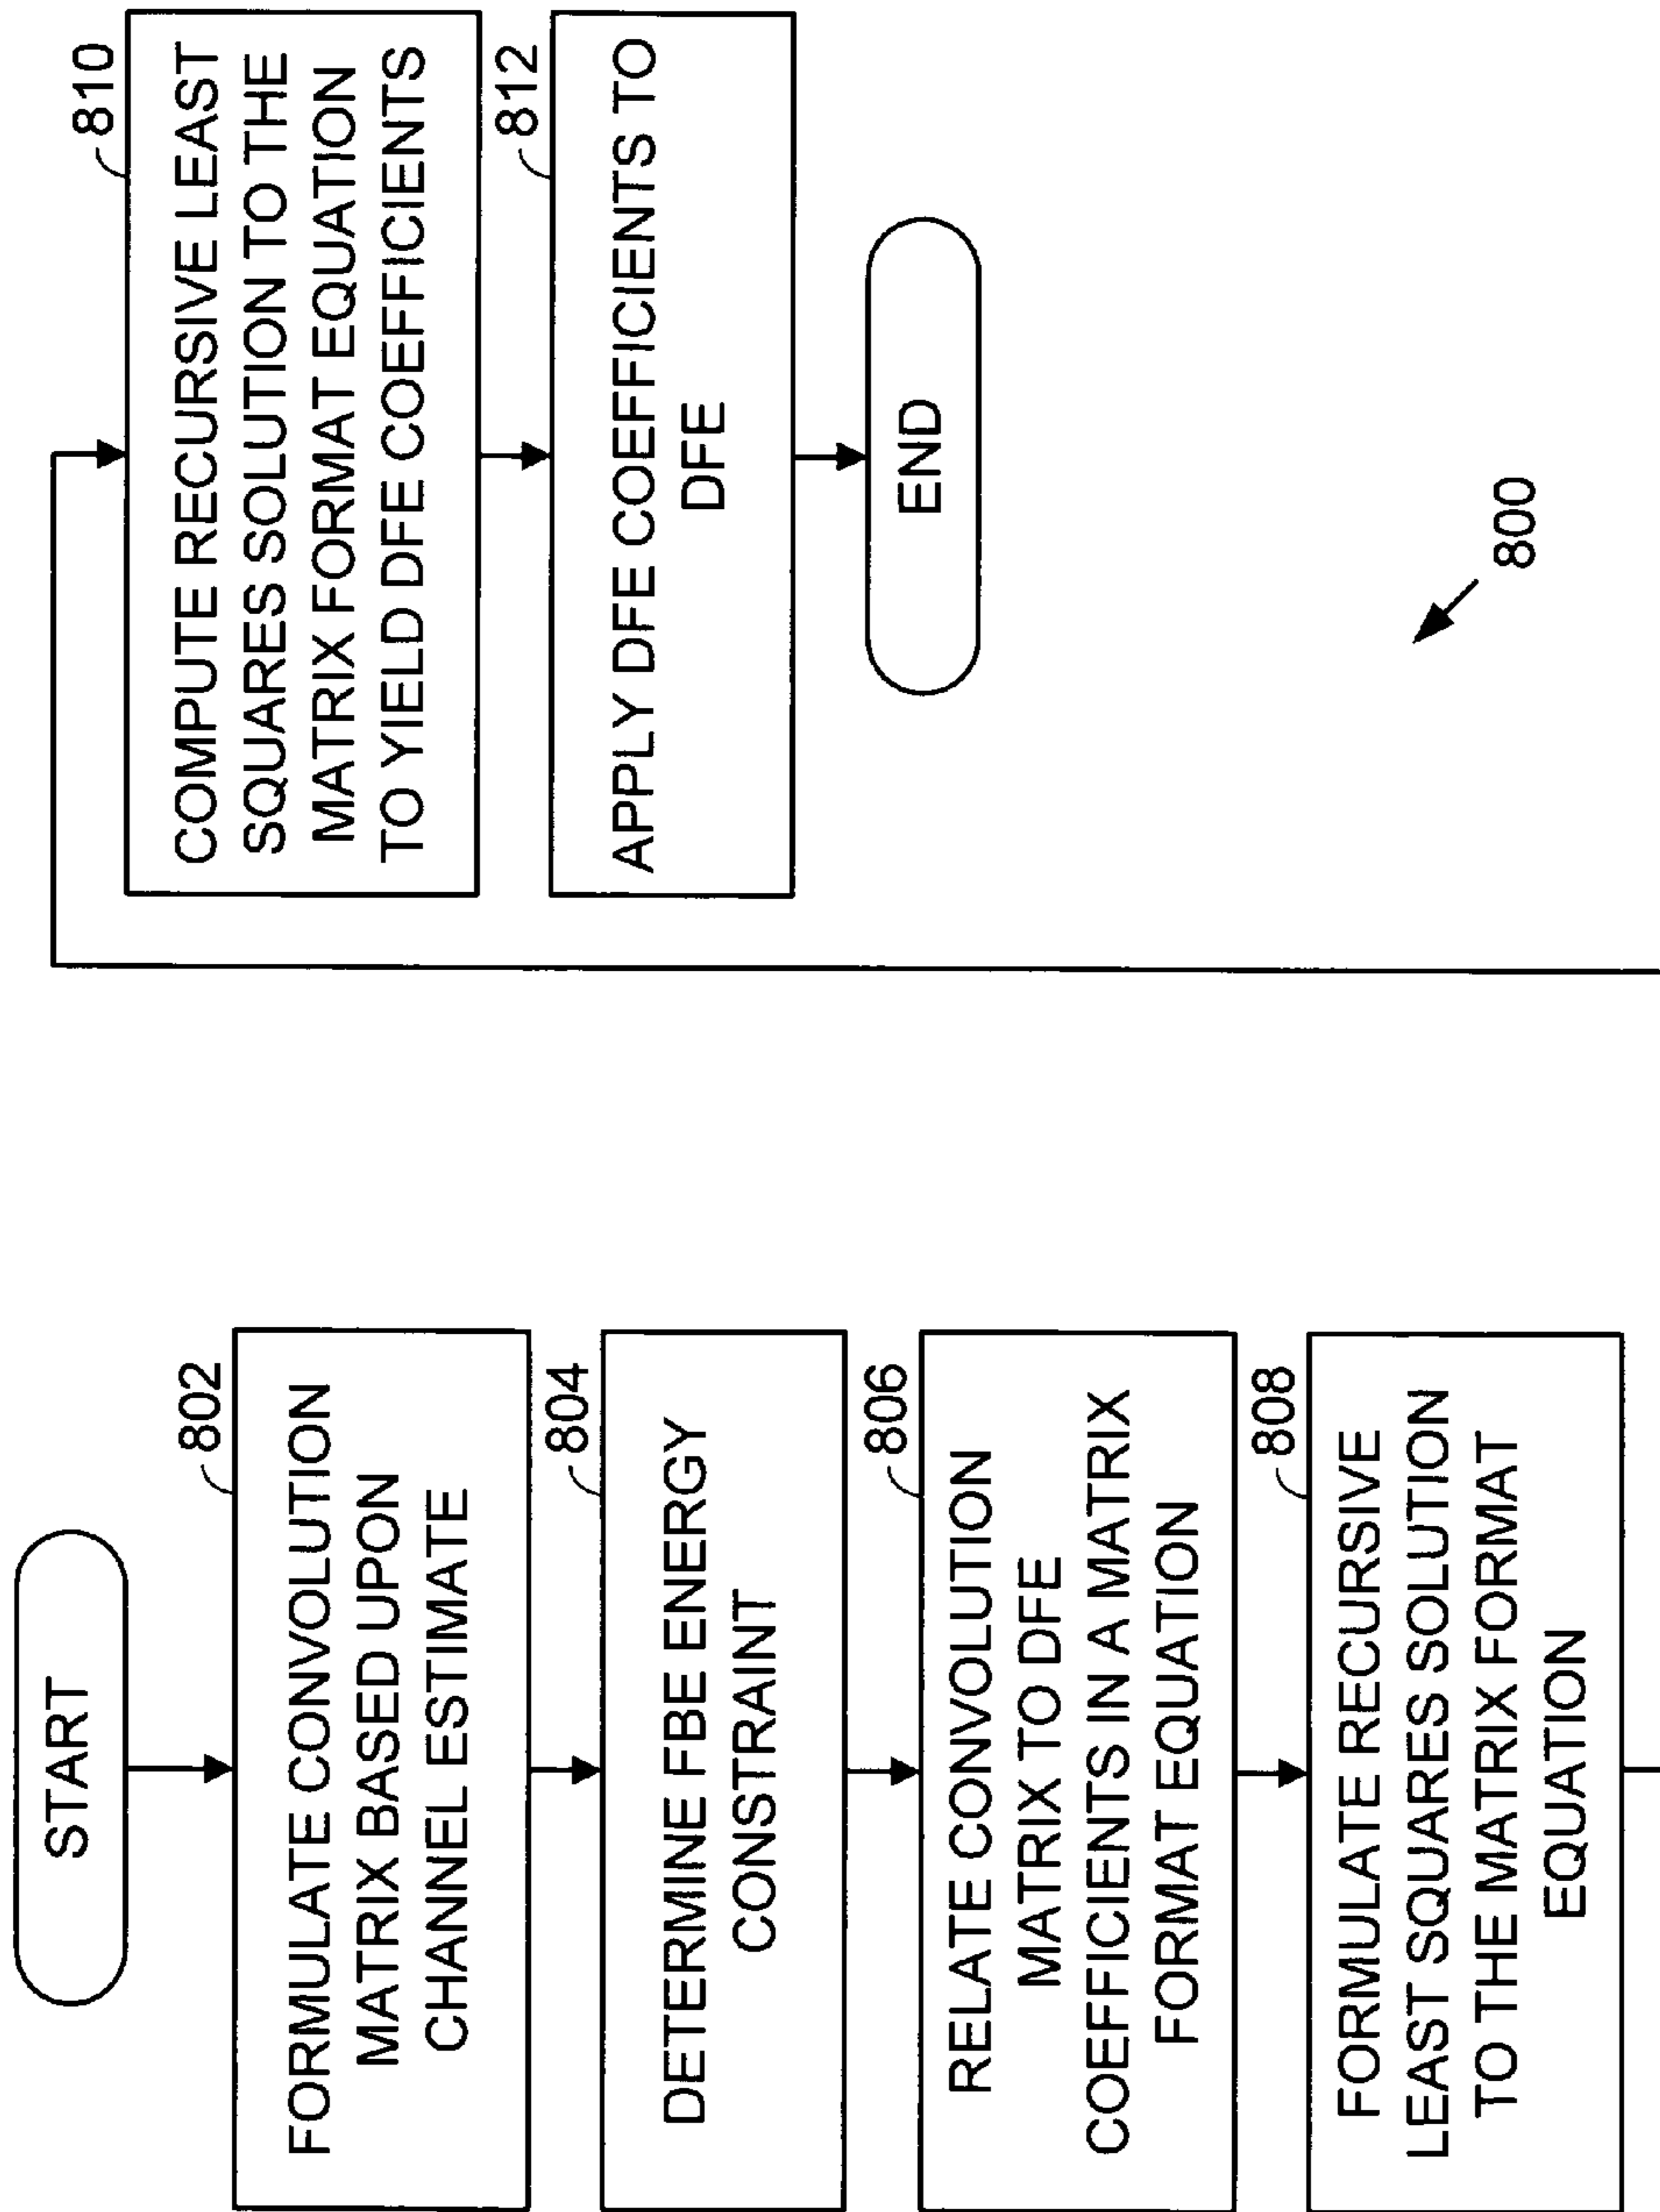 START
802
FORMULATE CONVOLUTION
MATRIX BASED UPON
CHANNEL ESTIMATE
804
DETERMINE FBE ENERGY
CONSTRAINT
806
RELATE CONVOLUTION
MATRIX TO DFE
COEFFICIENTS IN A MATRIX
FORMAT EQUATION
808
FORMULATE RECURSIVE
LEAST SQUARES SOLUTION
TO THE MATRIX FORMAT
EQUATION
810
COMPUTE RECURSIVE LEAST
SQUARES SOLUTION TO THE
MATRIX FORMAT EQUATION
TO YIELD DFE COEFFICIENTS
812
APPLY DFE COEFFICIENTS TO
DFE
END
800